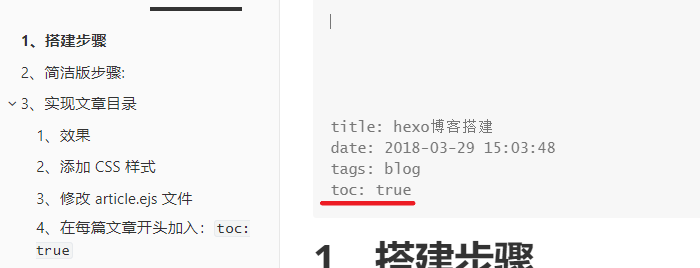 1、搭建步骤
2、简洁版步骤:
3、实现文章目录
1、效果
2、添加 CSS 样式
3、修改 article.ejs 文件
4、在每篇文章开头加入：toc:
true
title: hexo博客搭建
date: 2018-03-29 15:03:48
tags: blog
toc: true
1、搭建步骤